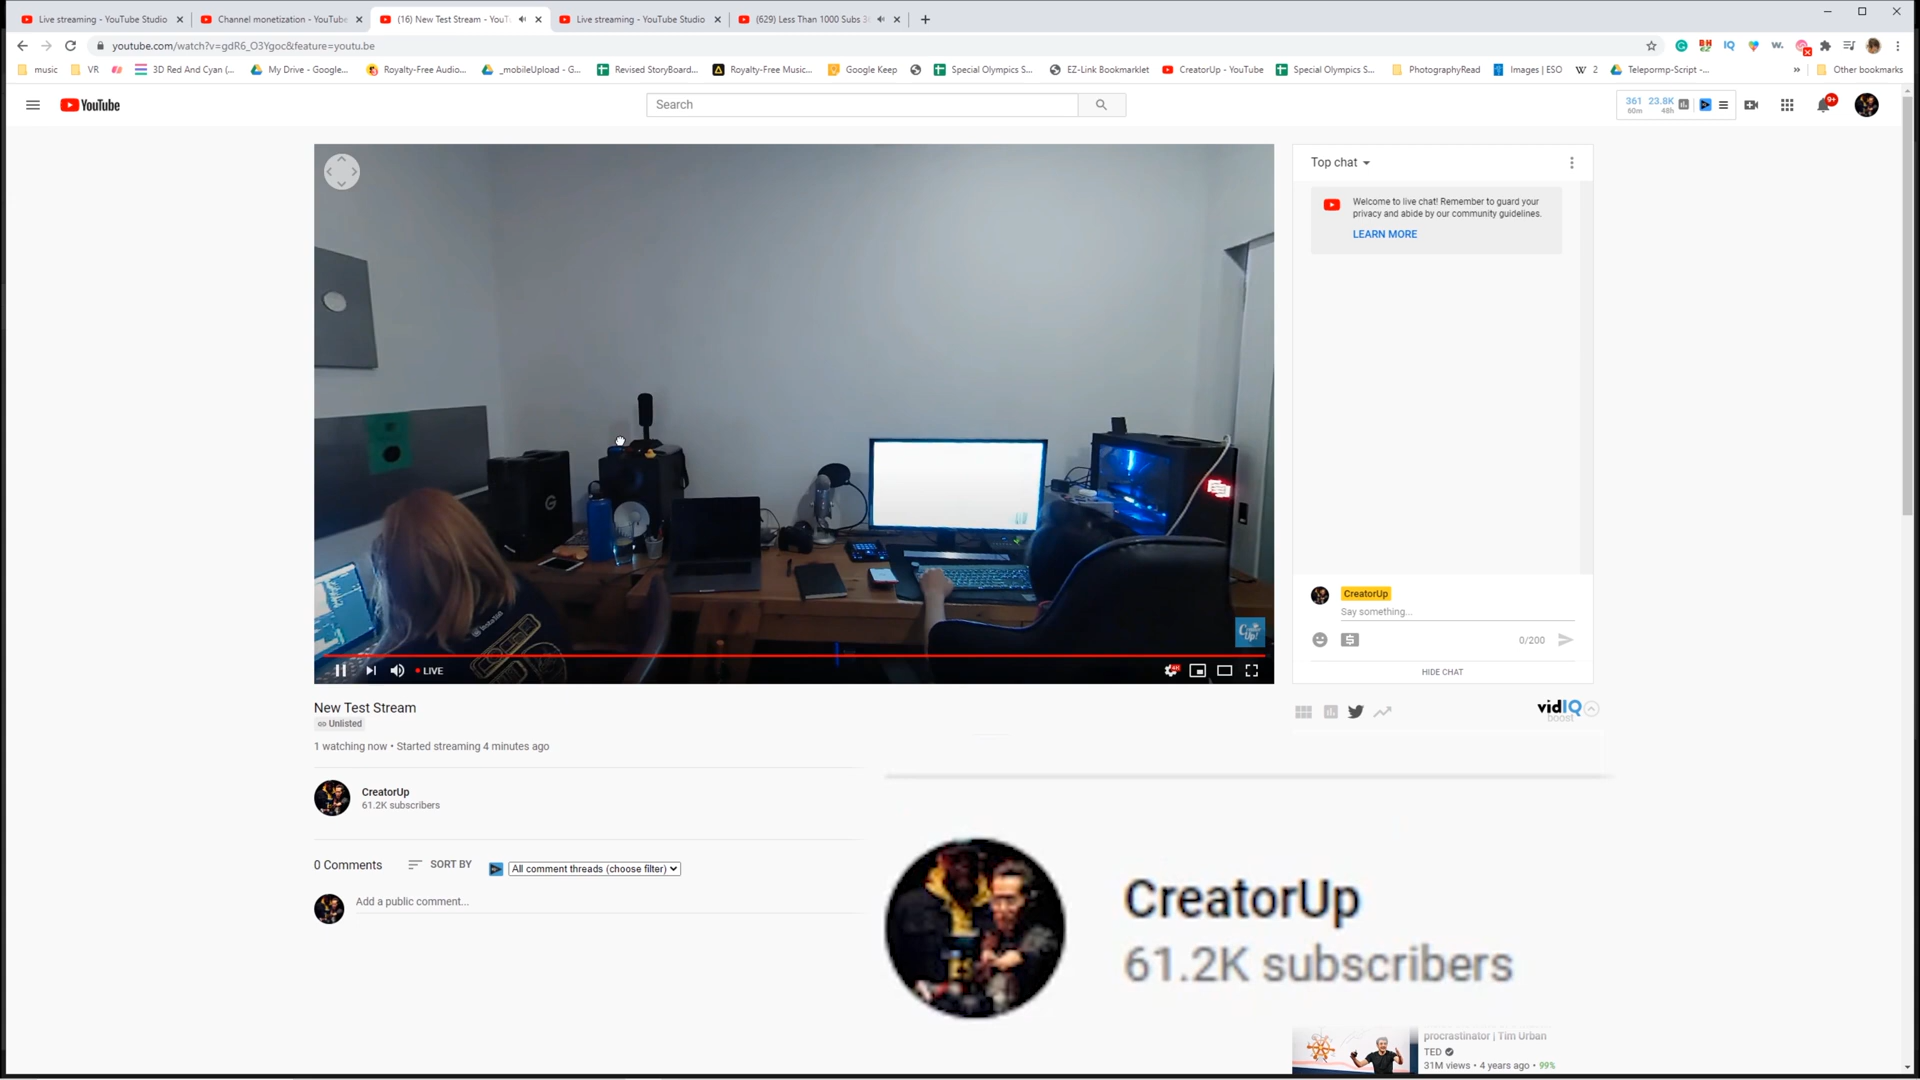 Live streaming - YouTube Studio
Channel monetization - YouTube
(16) New Test Stream - YouT
Live streaming - YouTube Studio
(629) Less Than 1000 Subs 3
youtube.com/watch?v=gdR6_O3Ygoc&feature=youtu.be
music
VR
3D Red And Cyan (...
My Drive - Google...
Royalty-Free Audio...
_mobileUpload - G...
Revised StoryBoard...
Royalty-Free Music...
Google Keep
Special Olympics S...
EZ-Link Bookmarklet
CreatorUp - YouTube
Special Olympics S...
PhotographyRead
Images | ESO
W 2
Telepormp-Script -...
»
Other bookmarks
YouTube
Search
361 23.8K
60m 48h
9+
Top chat
Welcome to live chat! Remember to guard your
privacy and abide by our community guidelines.
LEARN MORE
CreatorUp
Say something...
0/200
HIDE CHAT
LIVE
New Test Stream
Unlisted
1 watching now • Started streaming 4 minutes ago
vidIQ
boost
CreatorUp
61.2K subscribers
0 Comments
SORT BY
All comment threads (choose filter)
Add a public comment...
CreatorUp
61.2K subscribers
procrastinator | Tim Urban
TED
31M views • 4 years ago • 99%